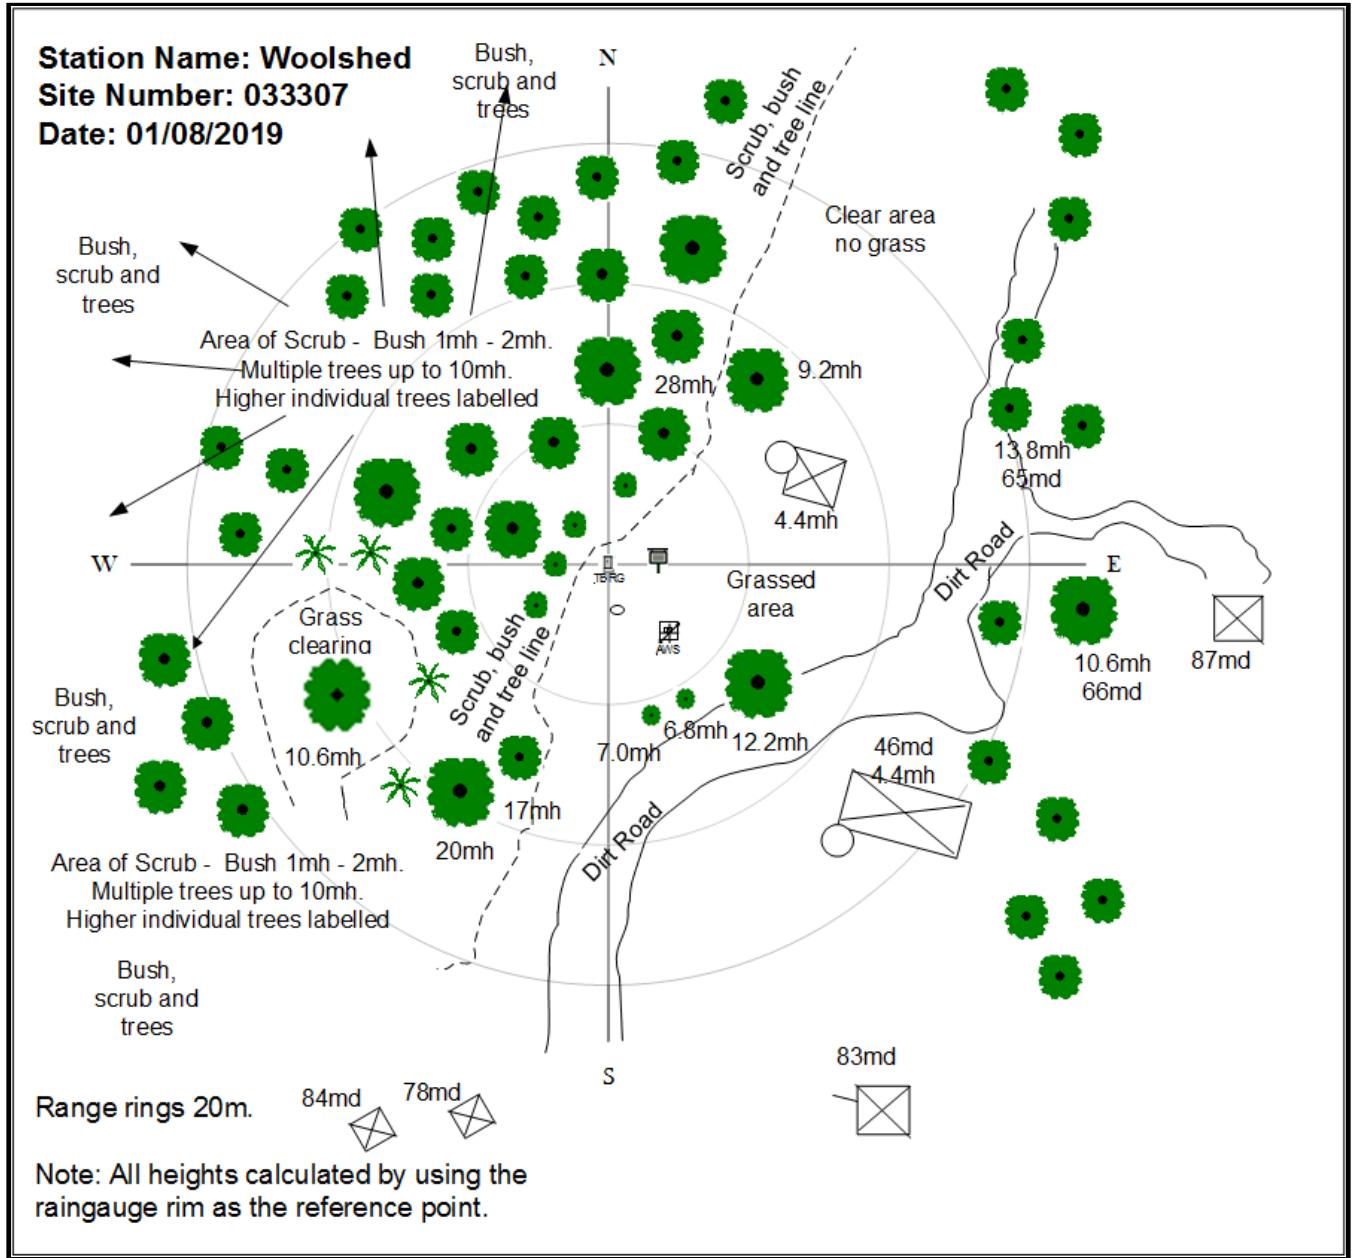 Station Name: Woolshed
Site Number: 033307
Date: 01/08/2019
Bush,
scrub and
trees
N
Scrub, bush
and tree line
Clear area
no grass
Bush,
scrub and
trees
Area of Scrub -  Bush 1mh - 2mh.
Multiple trees up to 10mh.
Higher individual trees labelled
28mh
9.2mh
13.8mh
65md
4.4mh
W
E
TBRG
Grassed
area
Dirt Road
AWS
Grass
clearing
Scrub, bush
and tree line
10.6mh
66md
87md
Bush,
scrub and
trees
10.6mh
7.0mh
6.8mh
12.2mh
46md
4.4mh
17mh
20mh
Dirt Road
Area of Scrub -  Bush 1mh - 2mh.
Multiple trees up to 10mh.
Higher individual trees labelled
Bush,
scrub and
trees
S
83md
84md
78md
Range rings 20m.
Note: All heights calculated by using the
raingauge rim as the reference point.